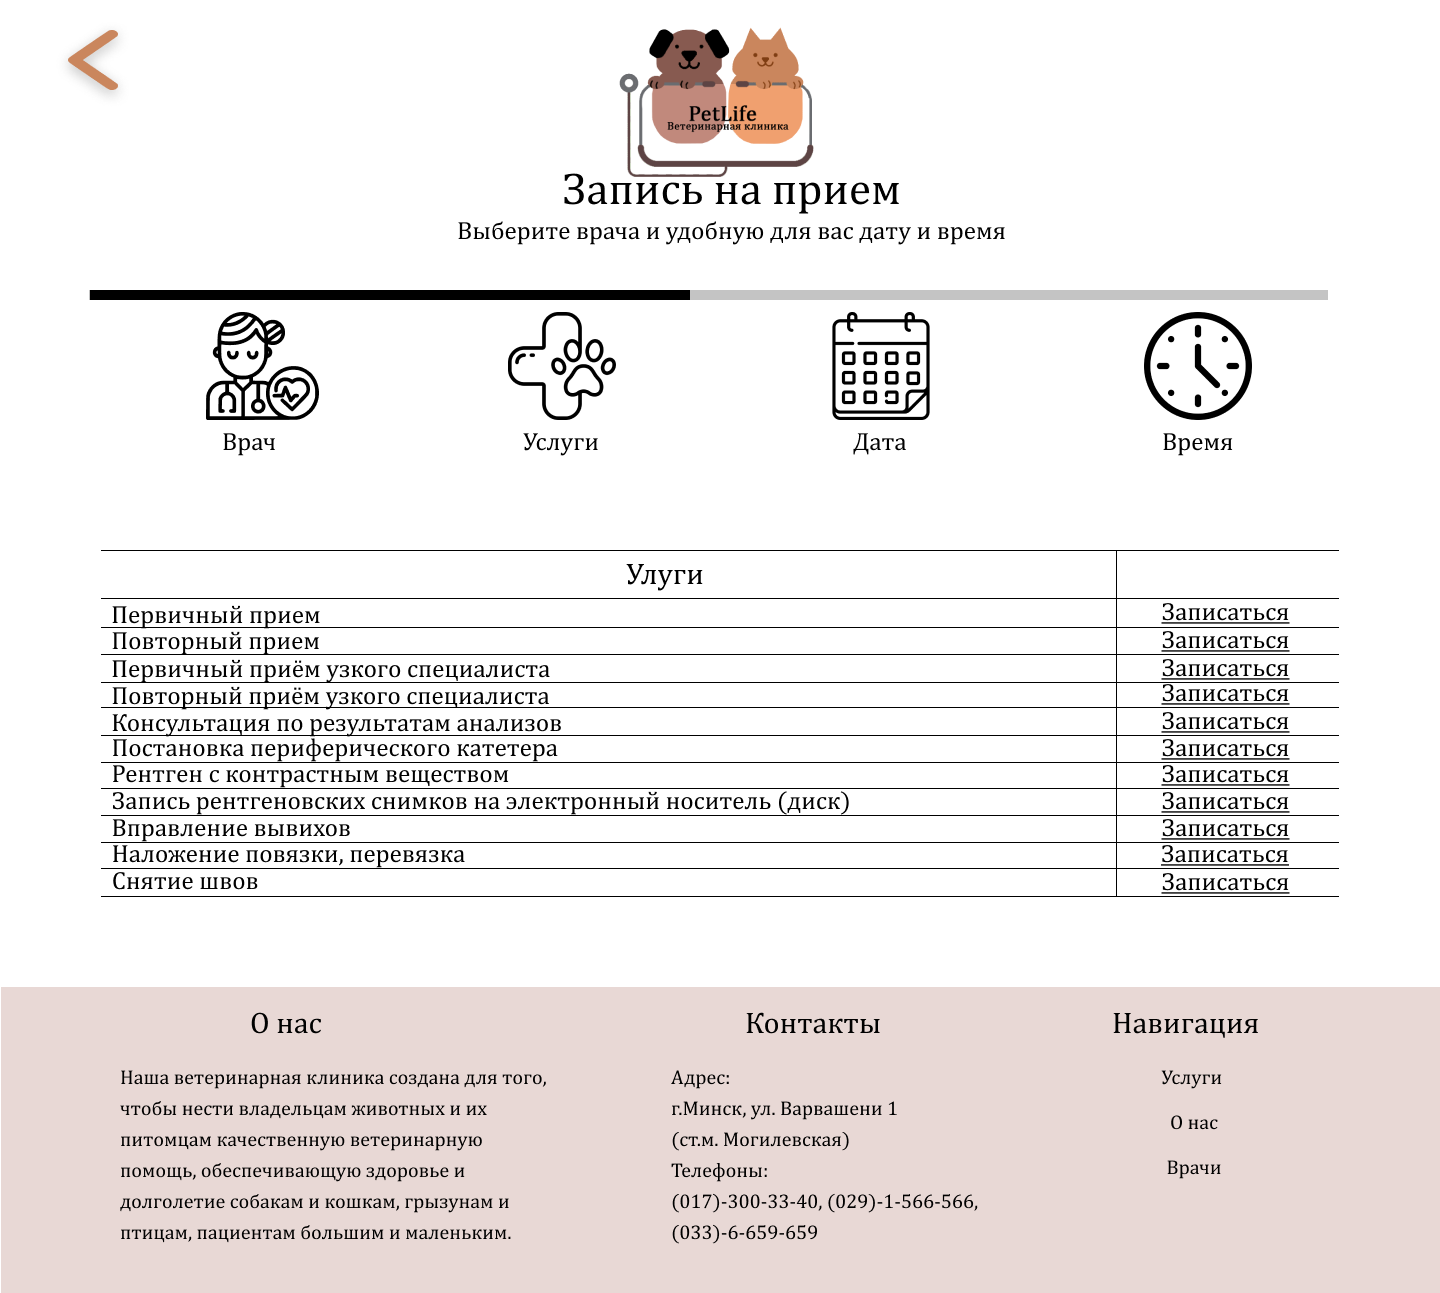 PetLife
Ветеринарная клиника
Запись на прием
Выберите врача и удобную для вас дату и время
Врач
Услуги
Дата
Время
Улуги
Первичный прием Записаться
Повторный прием Записаться
Первичный приём узкого специалиста Записаться
Повторный приём узкого специалиста Записаться
Консультация по результатам анализов Записаться
Постановка периферического катетера Записаться
Рентген с контрастным веществом Записаться
Запись рентгеновских снимков на электронный носитель (диск) Записаться
Вправление вывихов Записаться
Наложение повязки, перевязка Записаться
Снятие швов Записаться
О нас
Наша ветеринарная клиника создана для того,
чтобы нести владельцам животных и их
питомцам качественную ветеринарную
помощь, обеспечивающую здоровье и
долголетие собакам и кошкам, грызунам и
птицам, пациентам большим и маленьким.
Контакты
Адрес:
г.Минск, ул. Варвашени 1
(ст.м. Могилевская)
Телефоны:
(017)-300-33-40, (029)-1-566-566,
(033)-6-659-659
Навигация
Услуги
О нас
Врачи